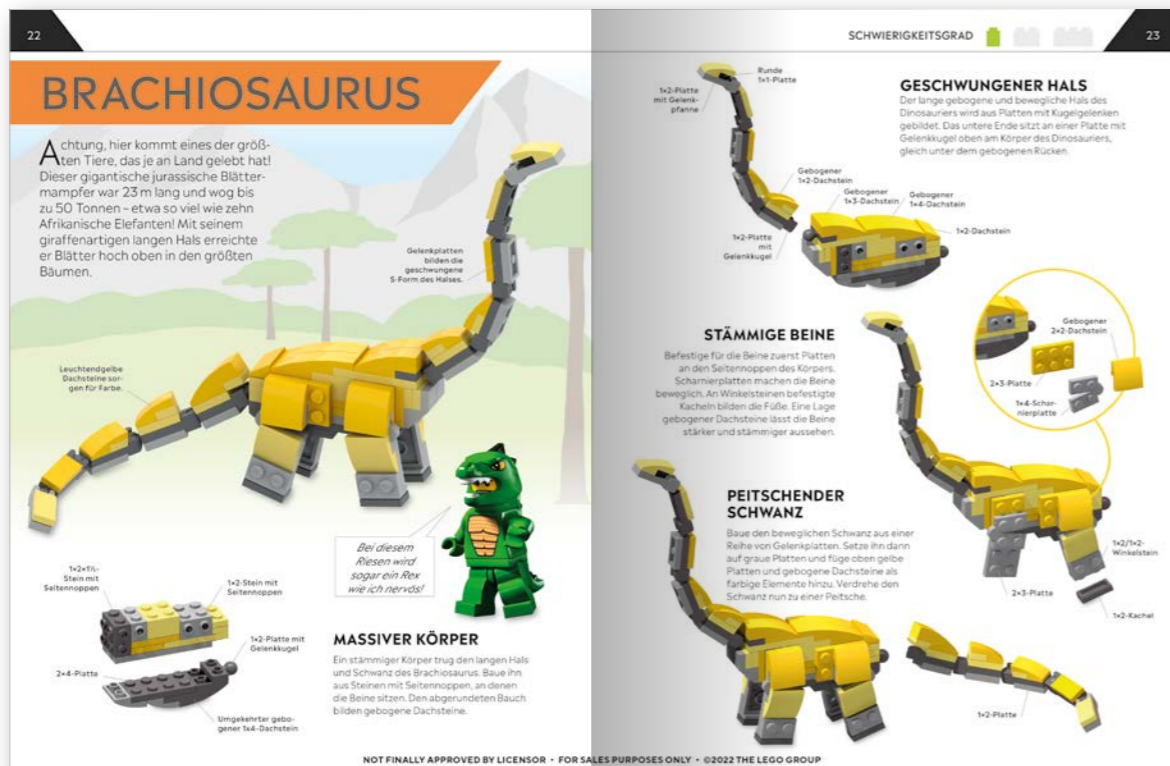 22
SCHWIERIGKEITSGRAD
23
BRACHIOSAURUS
Achtung, hier kommt eines der größ-
ten Tiere, das je an Land gelebt hat!
Dieser gigantische jurassische Blätter-
mampfer war 23 m lang und wog bis
zu 50 Tonnen – etwa so viel wie zehn
Afrikanische Elefanten! Mit seinem
giraffenartigen langen Hals erreichte
er Blätter hoch oben in den größten
Bäumen.
Gelenkplatten
bilden die
geschwungene
S-Form des Halses.
Leuchtendgelbe
Dachsteine sor-
gen für Farbe.
Bei diesem
Riesen wird
sogar ein Rex
wie ich nervös!
1×2×1⅓-
Stein mit
Seitennoppen
1×2-Stein mit
Seitennoppen
1×2-Platte mit
Gelenkkugel
2×4-Platte
Umgekehrter gebo-
gener 1x4-Dachstein
MASSIVER KÖRPER
Ein stämmiger Körper trug den langen Hals
und Schwanz des Brachiosaurus. Baue ihn
aus Steinen mit Seitennoppen, an denen
die Beine sitzen. Den abgerundeten Bauch
bilden gebogene Dachsteine.
Runde
1×1-Platte
1×2-Platte
mit Gelenk-
pfanne
GESCHWUNGENER HALS
Der lange gebogene und bewegliche Hals des
Dinosauriers wird aus Platten mit Kugelgelenken
gebildet. Das untere Ende sitzt an einer Platte mit
Gelenkkugel oben am Körper des Dinosauriers,
gleich unter dem gebogenen Rücken.
Gebogener
1×2-Dachstein
Gebogener
1×3-Dachstein
Gebogener
1×4-Dachstein
1×2-Dachstein
1×2-Platte
mit
Gelenkkugel
STÄMMIGE BEINE
Befestige für die Beine zuerst Platten
an den Seitennoppen des Körpers.
Scharnierplatten machen die Beine
beweglich. An Winkelsteinen befestigte
Kacheln bilden die Füße. Eine Lage
gebogener Dachsteine lässt die Beine
stärker und stämmiger aussehen.
Gebogener
2×2-Dachstein
2×3-Platte
1×4-Schar-
nierplatte
PEITSCHENDER
SCHWANZ
Baue den beweglichen Schwanz aus einer
Reihe von Gelenkplatten. Setze ihn dann
auf graue Platten und füge oben gelbe
Platten und gebogene Dachsteine als
farbige Elemente hinzu. Verdrehe den
Schwanz nun zu einer Peitsche.
1×2/1×2-
Winkelstein
2×3-Platte
1×2-Kachel
1×2-Platte
NOT FINALLY APPROVED BY LICENSOR • FOR SALES PURPOSES ONLY • ©2022 THE LEGO GROUP